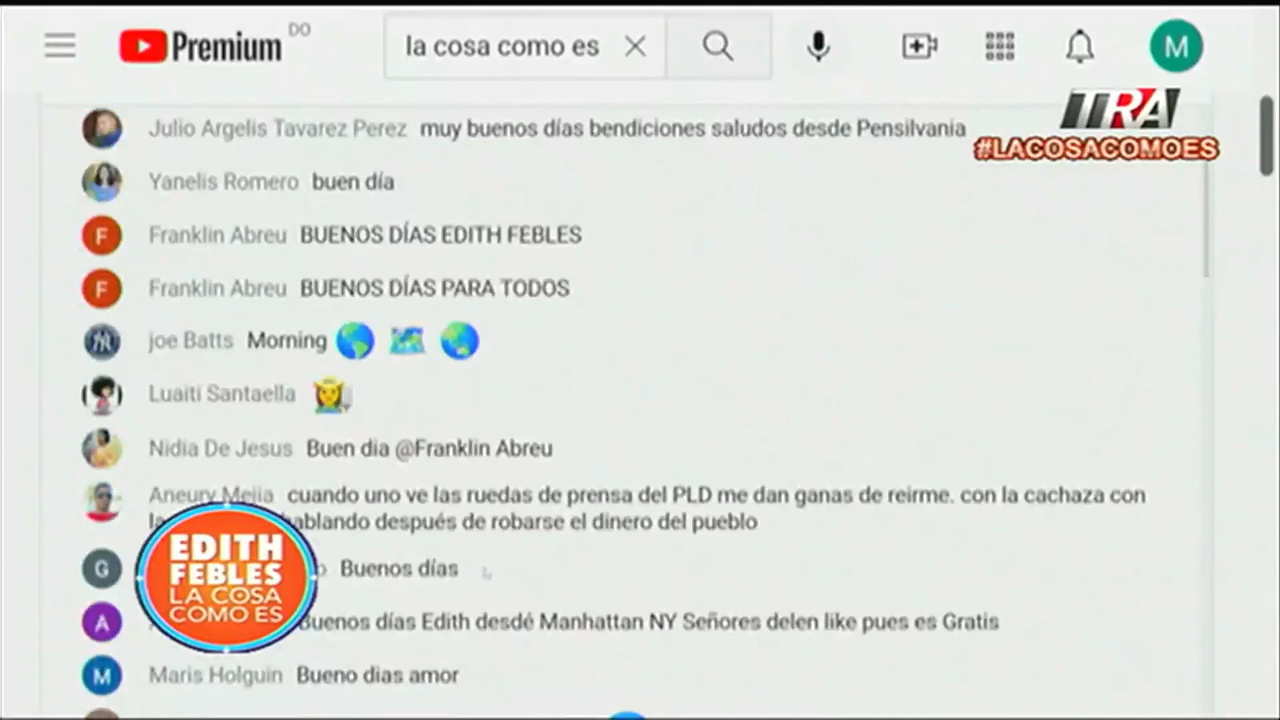 Premium DO
la cosa como es
M
TRA
#LACOSACOMOES
Julio Argelis Tavarez Perez muy buenos días bendiciones saludos desde Pensilvania
Yanelis Romero buen día
F Franklin Abreu BUENOS DÍAS EDITH FEBLES
F Franklin Abreu BUENOS DÍAS PARA TODOS
joe Batts Morning
Luaiti Santaella
Nidia De Jesus Buen dia @Franklin Abreu
Aneury Mejia cuando uno ve las ruedas de prensa del PLD me dan ganas de reirme. con la cachaza con
hablando después de robarse el dinero del pueblo
G Buenos días
A Buenos días Edith desdé Manhattan NY Señores delen like pues es Gratis
M Maris Holguin Bueno dias amor
EDITH
FEBLES
LA COSA
COMO ES